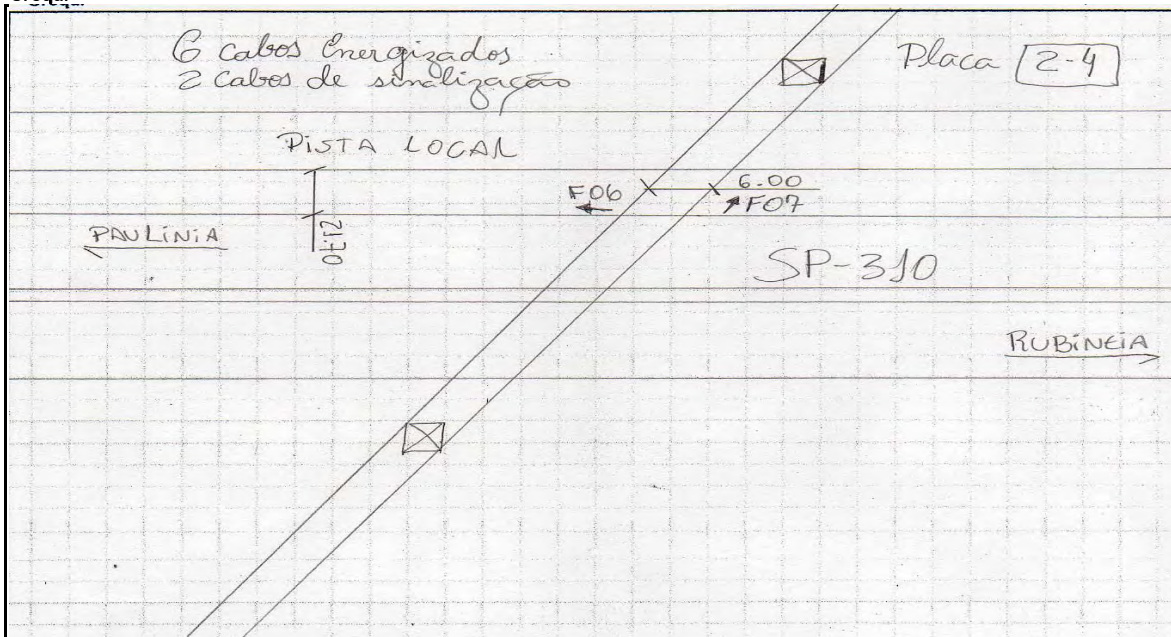 6 cabos Energizados
2 cabos de sinalização
Placa 2-4
PISTA LOCAL
F06
6.00
F07
PAULINIA
21.70
SP-310
RUBINEIA